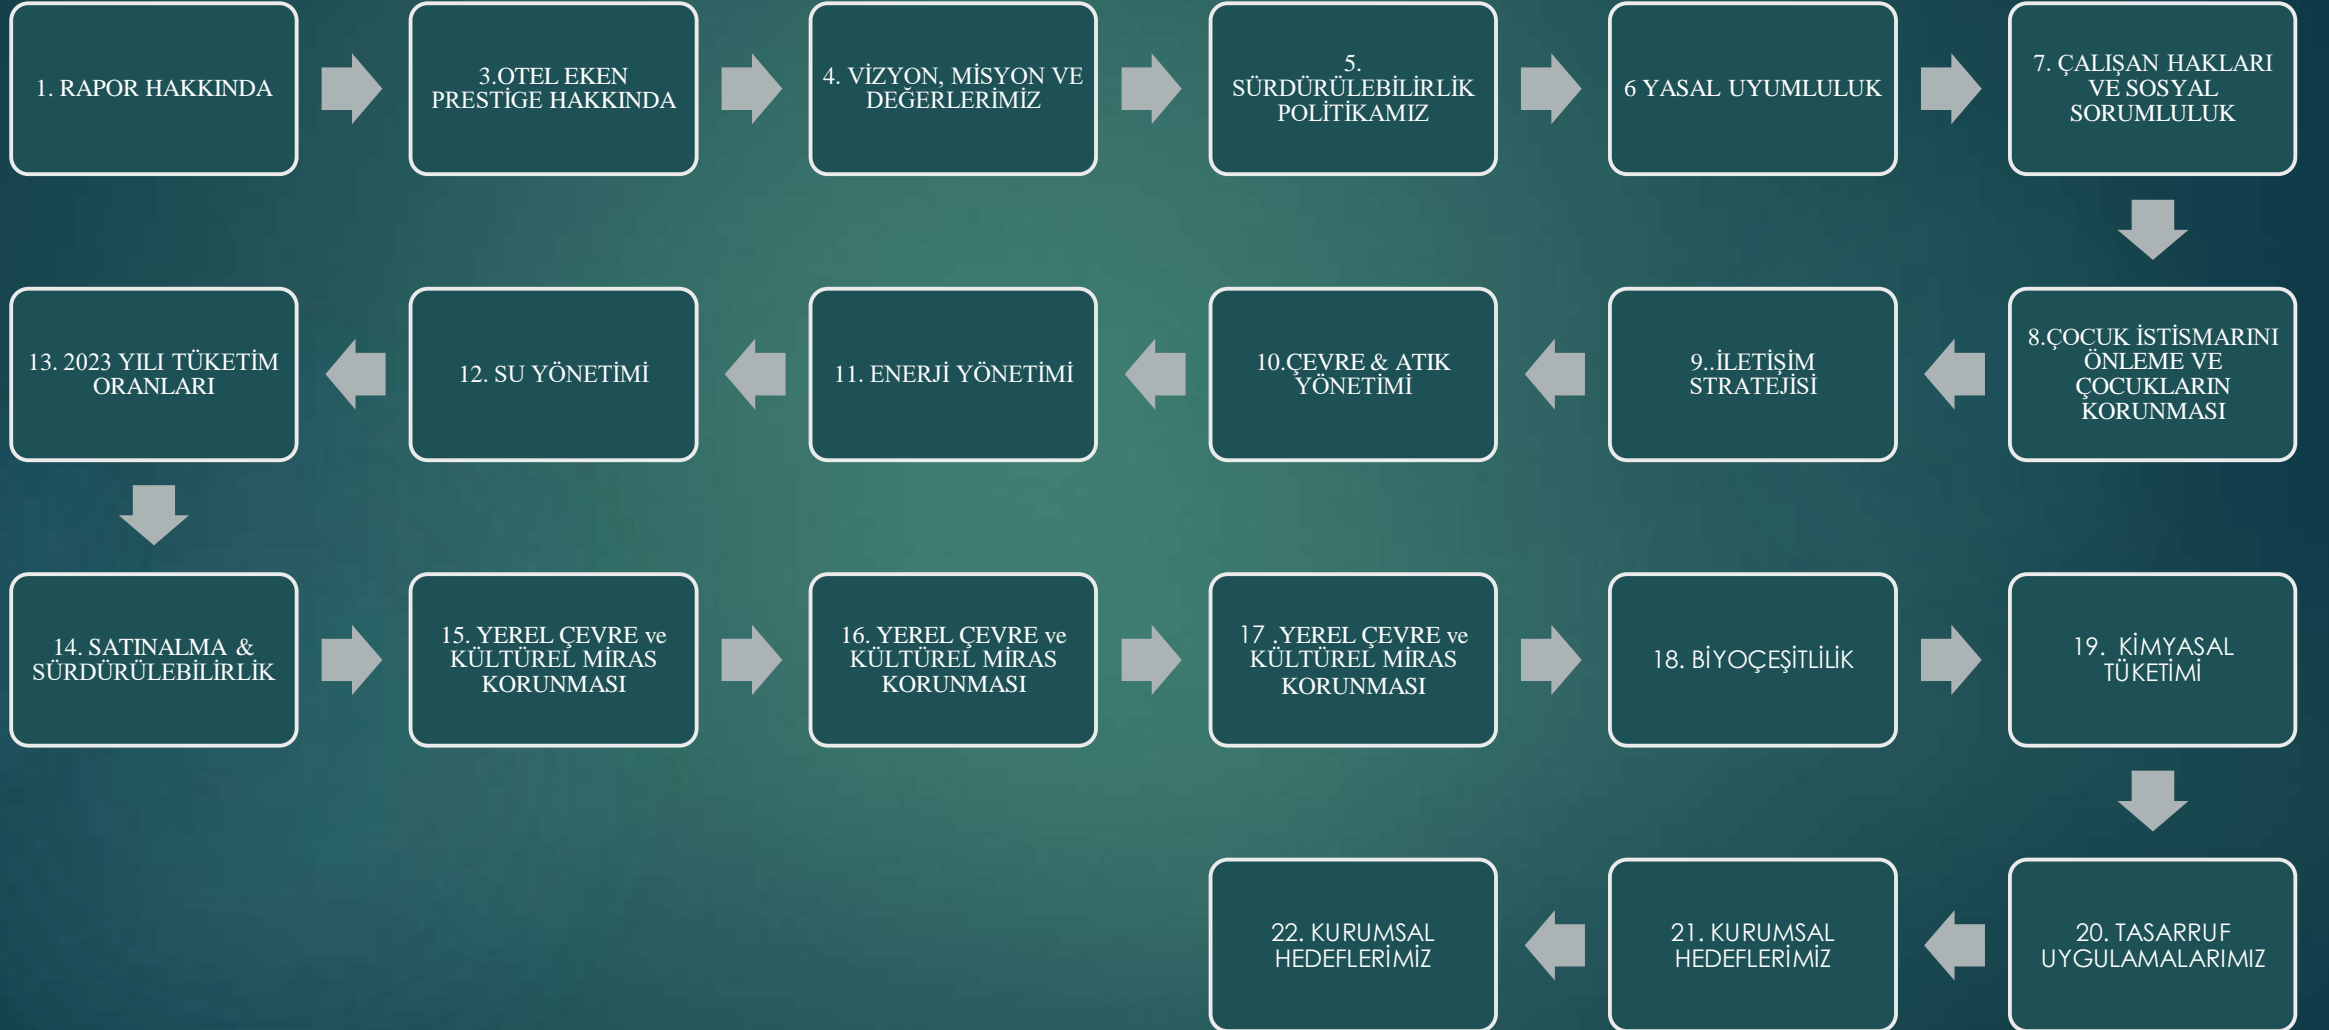 1. RAPOR HAKKINDA
3.OTEL EKEN
PRESTİGE HAKKINDA
4. VİZYON, MİSYON VE
DEĞERLERİMİZ
5.
SÜRDÜRÜLEBİLİRLİK
POLİTİKAMIZ
6 YASAL UYUMLULUK
7. ÇALIŞAN HAKLARI
VE SOSYAL
SORUMLULUK
8.ÇOCUK İSTİSMARINI
ÖNLEME VE
ÇOCUKLARIN
KORUNMASI
9..İLETİŞİM
STRATEJİSİ
10.ÇEVRE & ATIK
YÖNETİMİ
11. ENERJİ YÖNETİMİ
12. SU YÖNETİMİ
13. 2023 YILI TÜKETİM
ORANLARI
14. SATINALMA &
SÜRDÜRÜLEBİLİRLİK
15. YEREL ÇEVRE ve
KÜLTÜREL MİRAS
KORUNMASI
16. YEREL ÇEVRE ve
KÜLTÜREL MİRAS
KORUNMASI
17 .YEREL ÇEVRE ve
KÜLTÜREL MİRAS
KORUNMASI
18. BİYOÇEŞİTLİLİK
19. KİMYASAL
TÜKETİMİ
20. TASARRUF
UYGULAMALARIMIZ
21. KURUMSAL
HEDEFLERİMİZ
22. KURUMSAL
HEDEFLERİMİZ